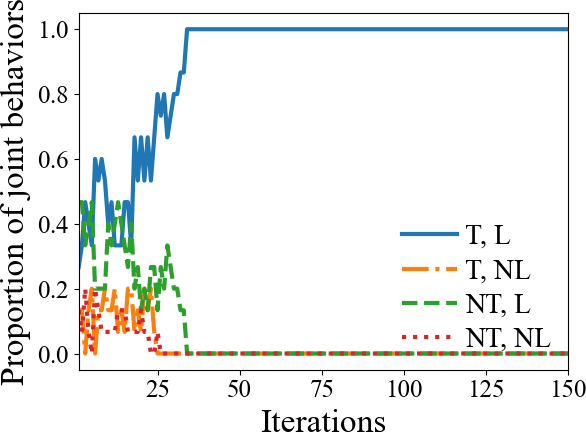 Proportion of joint behaviors
1.0
0.8
0.6
0.4
0.2
0.0
T, L
T, NL
NT, L
NT, NL
25 50 75 100 125 150
Iterations